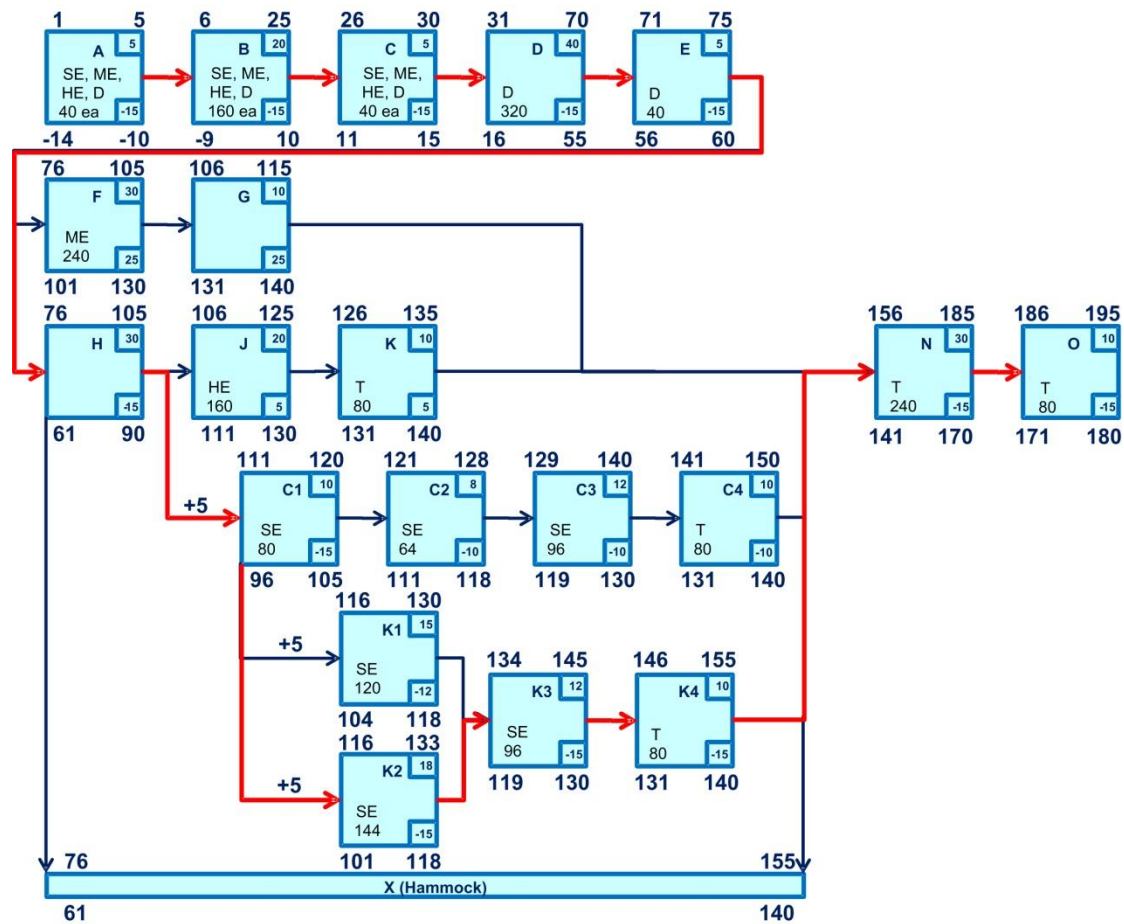 1 5 6 25 26 30 31 70 71 75
A 5 B 20 C 5 D 40 E 5
SE, ME, SE, ME, SE, ME,
HE, D HE, D HE, D D D
40 ea -15 160 ea -15 40 ea -15 320 -15 40 -15
-14 -10 -9 10 11 15 16 55 56 60
76 105 106 115
F 30 G 10
ME
240 25 25
101 130 131 140
76 105 106 125 126 135 156 185 186 195
H 30 J 20 K 10 N 30 O 10
HE T T T
-15 160 5 80 5 240 -15 80 -15
61 90 111 130 131 140 141 170 171 180
111 120 121 128 129 140 141 150
+5 C1 10 C2 8 C3 12 C4 10
SE SE SE T
80 -15 64 -10 96 -10 80 -10
96 105 111 118 119 130 131 140
116 130
+5 K1 15
SE
120 -12
104 118
134 145 146 155
K3 12 K4 10
SE T
96 -15 80 -15
119 130 131 140
116 133
+5 K2 18
SE
144 -15
101 118
76 155
X (Hammock)
61 140